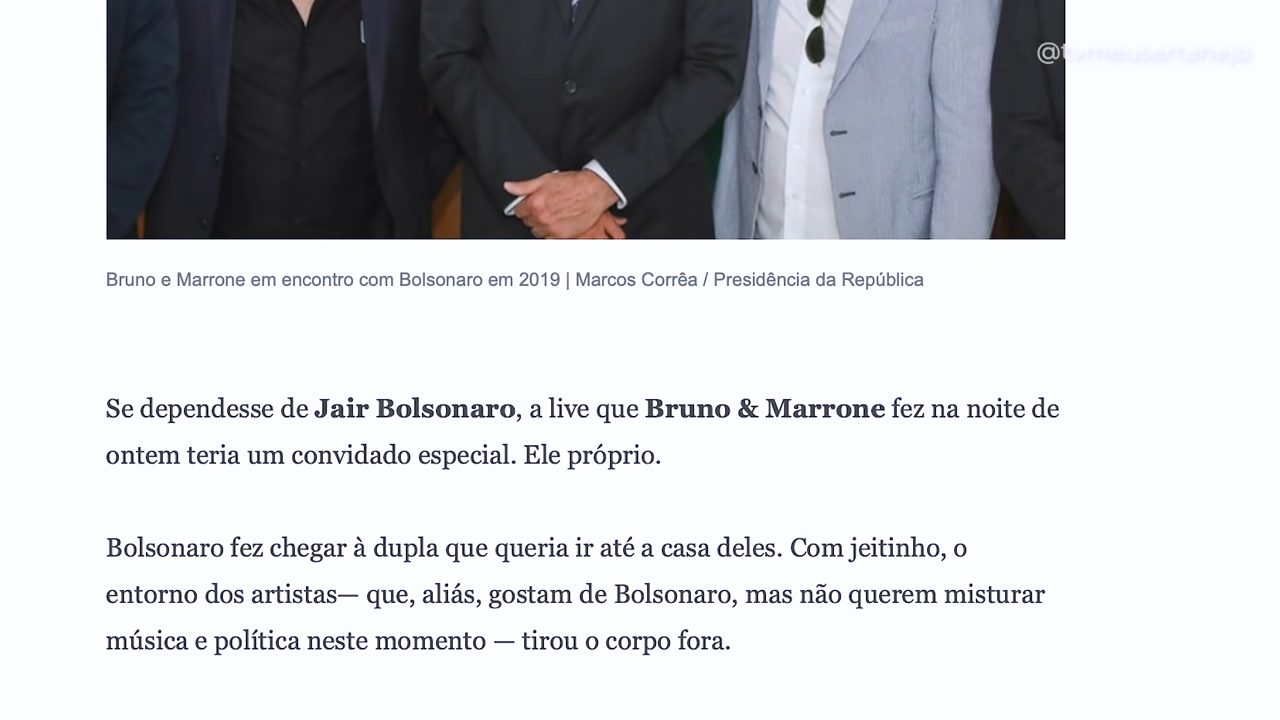 @tvmeusertanejo
Bruno e Marrone em encontro com Bolsonaro em 2019 | Marcos Corrêa / Presidência da República
Se dependesse de Jair Bolsonaro, a live que Bruno & Marrone fez na noite de
ontem teria um convidado especial. Ele próprio.
Bolsonaro fez chegar à dupla que queria ir até a casa deles. Com jeitinho, o
entorno dos artistas— que, aliás, gostam de Bolsonaro, mas não querem misturar
música e política neste momento — tirou o corpo fora.